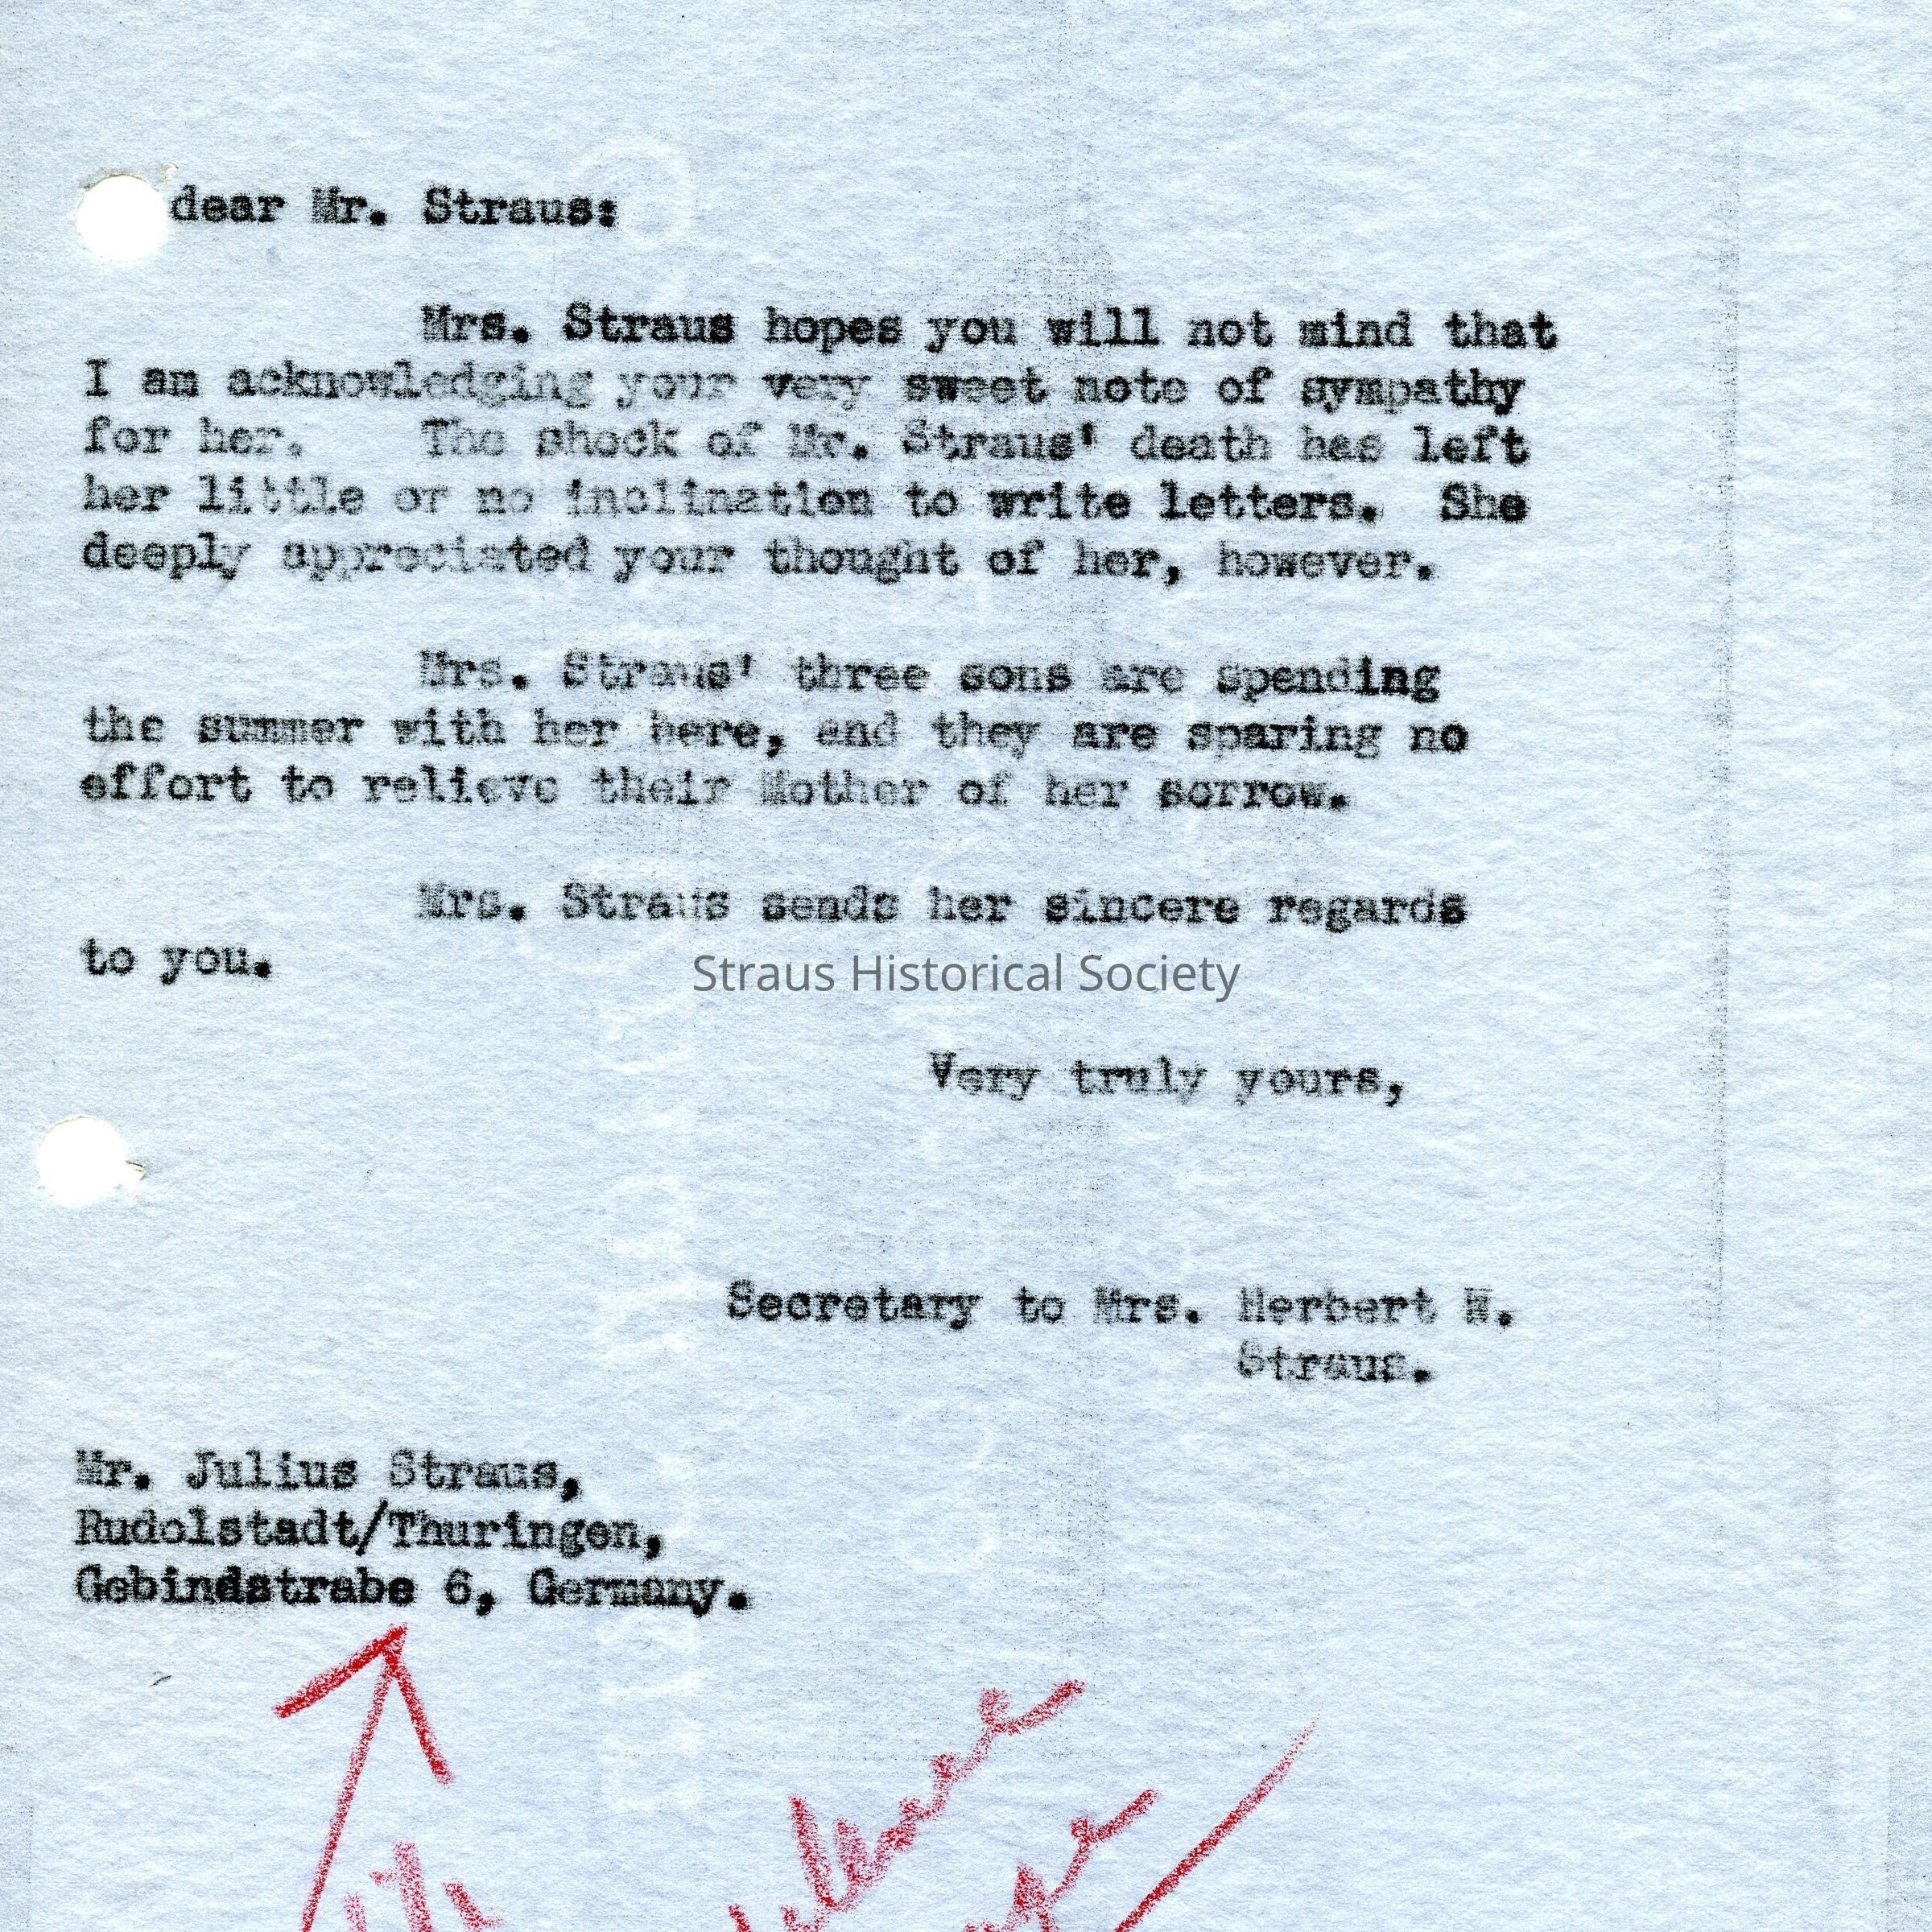 dear Mr. Straus:
Mrs. Straus hopes you will not mind that
I am acknowledging your very sweet note of sympathy
for her. The shock of Mr. Straus' death has left
her little or no inclination to write letters. She
deeply appreciated your thought of her, however.
Mrs. Straus' three sons are spending
the summer with her here, and they are sparing no
effort to relieve their Mother of her sorrow.
Mrs. Straus sends her sincere regards
to you.
Straus Historical Society
Very truly yours,
Secretary to Mrs. Herbert N.
Straus.
Mr. Julius Straus,
Rudolstadt/Thuringen,
Gebindstrabe 6, Germany.